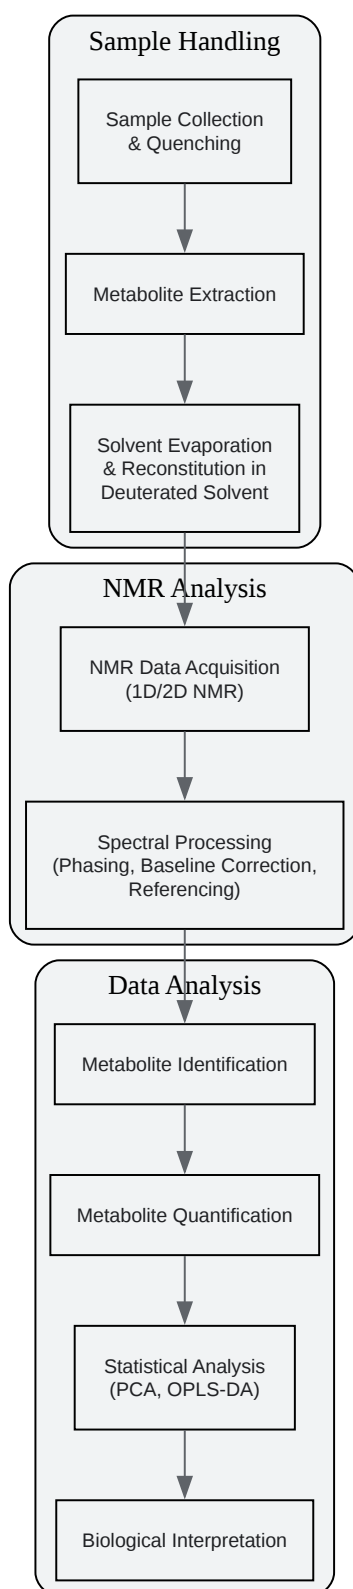 Sample Handling
Sample Collection
& Quenching
Metabolite Extraction
Solvent Evaporation
& Reconstitution in
Deuterated Solvent
NMR Analysis
NMR Data Acquisition
(1D/2D NMR)
Spectral Processing
(Phasing, Baseline Correction,
Referencing)
Data Analysis
Metabolite Identification
Metabolite Quantification
Statistical Analysis
(PCA, OPLS-DA)
Biological Interpretation